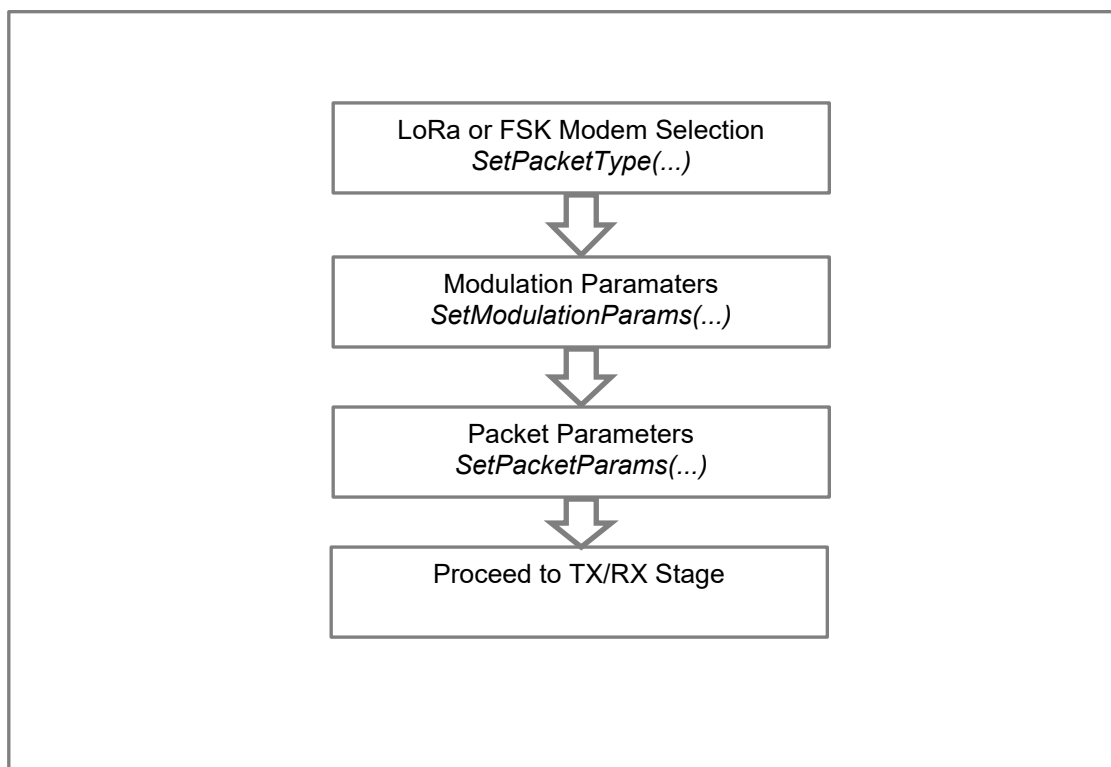 LoRa or FSK Modem Selection
SetPacketType(...)
Modulation Paramaters
SetModulationParams(...)
Packet Parameters
SetPacketParams(...)
Proceed to TX/RX Stage